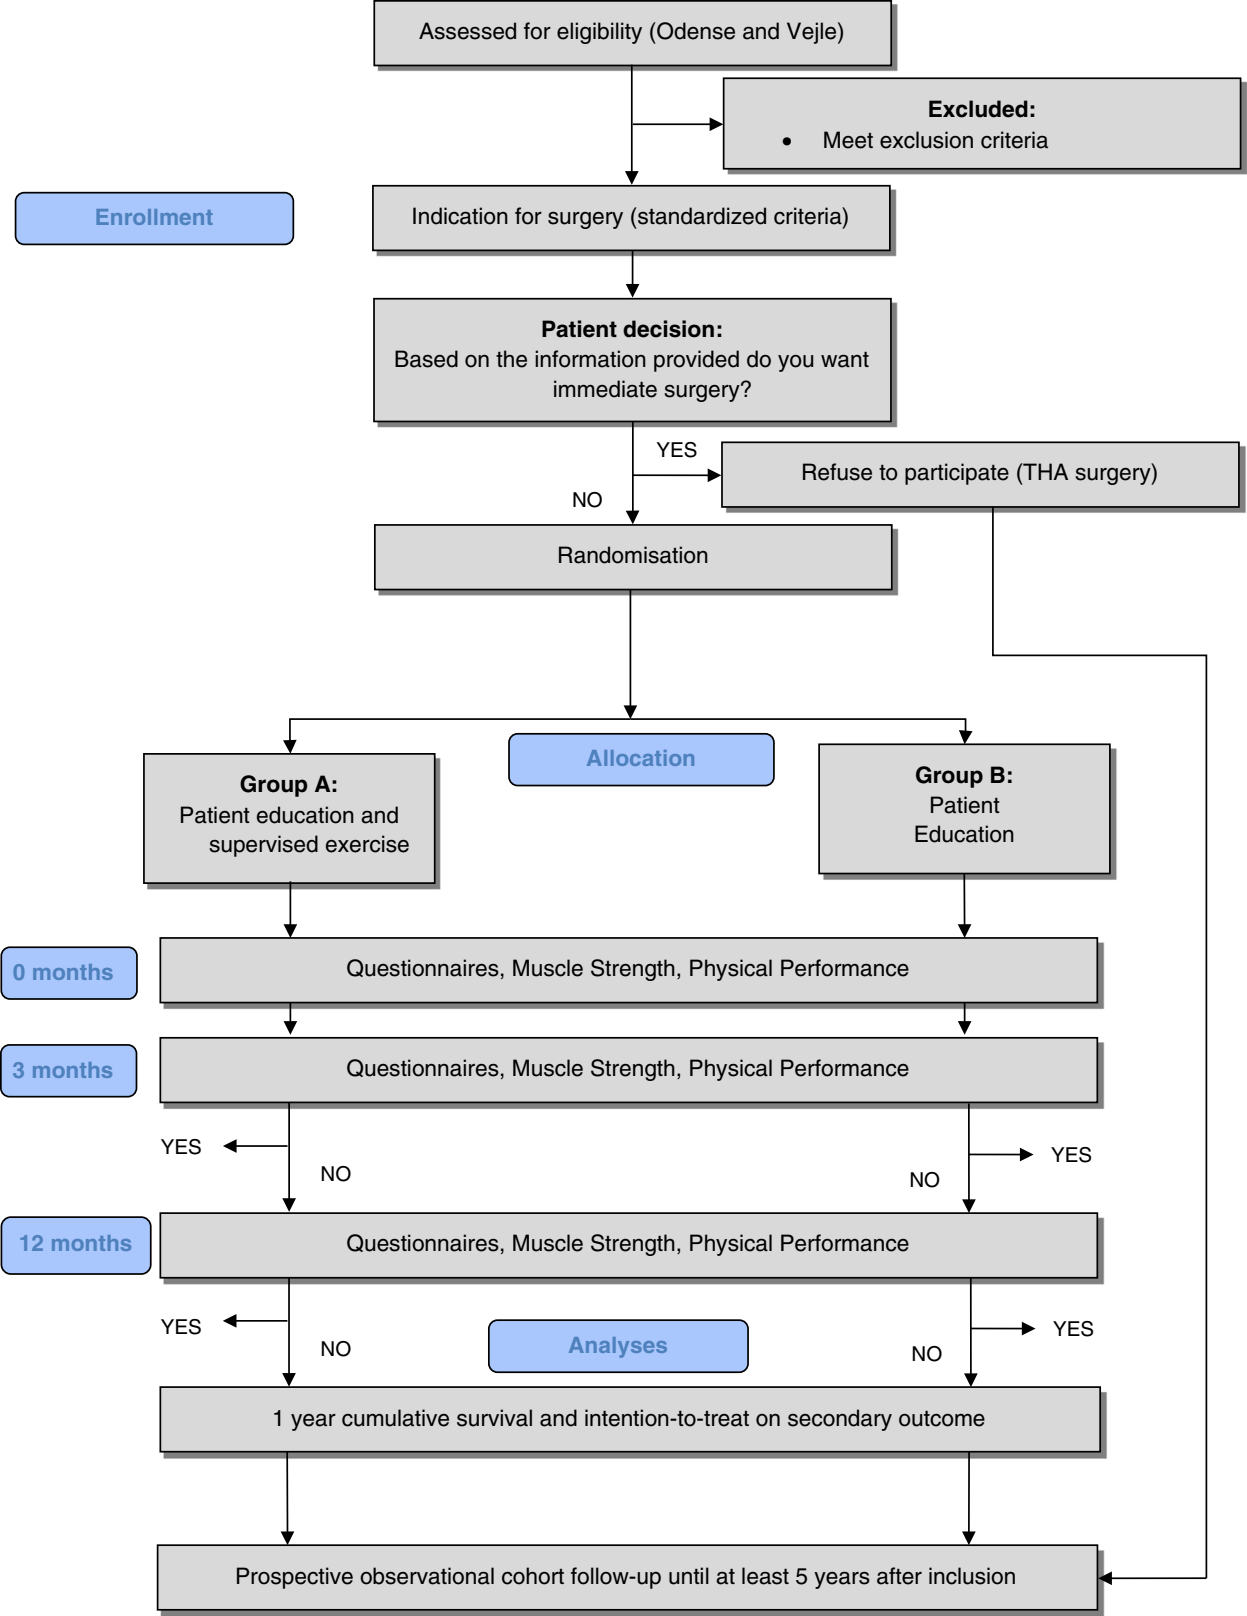 Assessed for eligibility (Odense and Vejle)
Excluded:
• Meet exclusion criteria
Enrollment
Indication for surgery (standardized criteria)
Patient decision:
Based on the information provided do you want
immediate surgery?
YES
Refuse to participate (THA surgery)
NO
Randomisation
Allocation
Group A:
Patient education and
supervised exercise
Group B:
Patient
Education
0 months
Questionnaires, Muscle Strength, Physical Performance
3 months
Questionnaires, Muscle Strength, Physical Performance
YES
NO
NO
YES
12 months
Questionnaires, Muscle Strength, Physical Performance
YES
NO
Analyses
NO
YES
1 year cumulative survival and intention-to-treat on secondary outcome
Prospective observational cohort follow-up until at least 5 years after inclusion